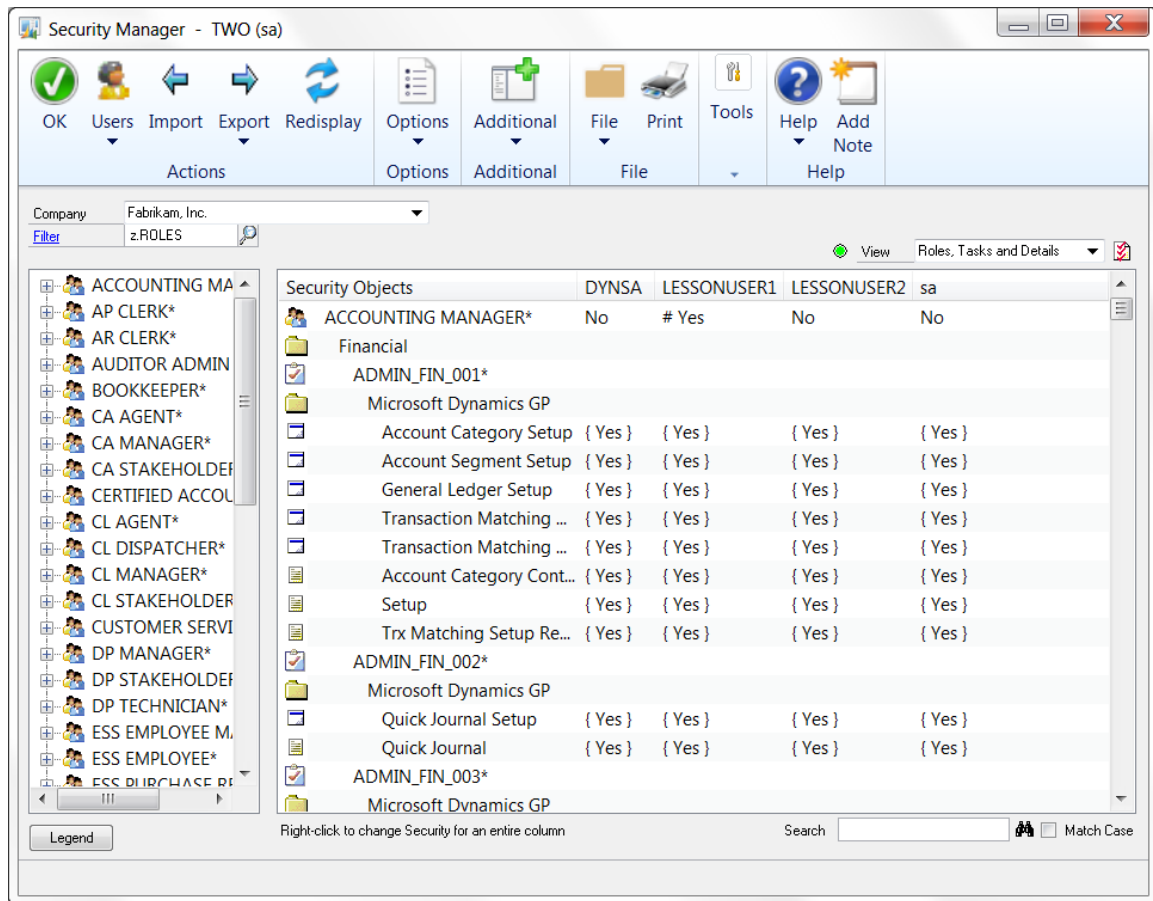 Security Manager - TWO (sa)
OK Users Import Export Redisplay Options Additional File Print Tools Help Add Note
Actions Options Additional File Help
Company Fabrikam, Inc.
Filter z.ROLES
View Roles, Tasks and Details
ACCOUNTING MA
AP CLERK*
AR CLERK*
AUDITOR ADMIN
BOOKKEEPER*
CA AGENT*
CA MANAGER*
CA STAKEHOLDER
CERTIFIED ACCOU
CL AGENT*
CL DISPATCHER*
CL MANAGER*
CL STAKEHOLDER
CUSTOMER SERVI
DP MANAGER*
DP STAKEHOLDER
DP TECHNICIAN*
ESS EMPLOYEE MA
ESS EMPLOYEE*
ESS PURCHASE RE
Security Objects DYNSA LESSONUSER1 LESSONUSER2 sa
ACCOUNTING MANAGER* No # Yes No No
Financial
ADMIN_FIN_001*
Microsoft Dynamics GP
Account Category Setup { Yes } { Yes } { Yes } { Yes }
Account Segment Setup { Yes } { Yes } { Yes } { Yes }
General Ledger Setup { Yes } { Yes } { Yes } { Yes }
Transaction Matching ... { Yes } { Yes } { Yes } { Yes }
Transaction Matching ... { Yes } { Yes } { Yes } { Yes }
Account Category Cont... { Yes } { Yes } { Yes } { Yes }
Setup { Yes } { Yes } { Yes } { Yes }
Trx Matching Setup Re... { Yes } { Yes } { Yes } { Yes }
ADMIN_FIN_002*
Microsoft Dynamics GP
Quick Journal Setup { Yes } { Yes } { Yes } { Yes }
Quick Journal { Yes } { Yes } { Yes } { Yes }
ADMIN_FIN_003*
Microsoft Dynamics GP
Legend
Right-click to change Security for an entire column
Search
Match Case